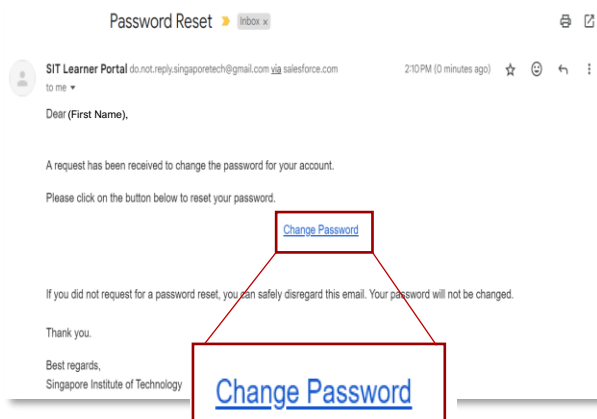 Password Reset Inbox x
SIT Learner Portal do.not.reply.singaporetech@gmail.com via salesforce.com 2:10 PM (0 minutes ago)
to me
Dear (First Name),
A request has been received to change the password for your account.
Please click on the button below to reset your password.
Change Password
If you did not request for a password reset, you can safely disregard this email. Your password will not be changed.
Thank you.
Best regards,
Singapore Institute of Technology
Change Password